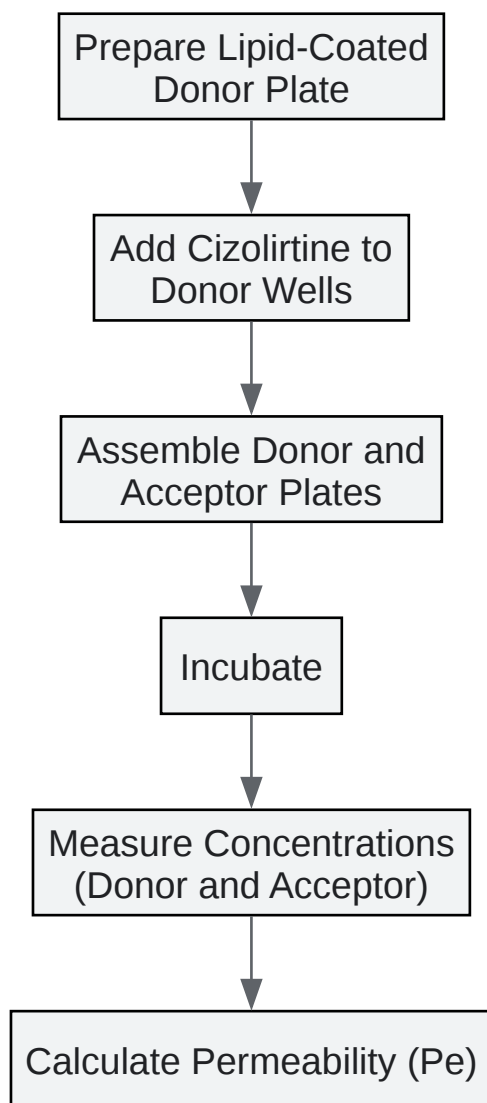 Prepare Lipid-Coated
Donor Plate
Add Cizolirtine to
Donor Wells
Assemble Donor and
Acceptor Plates
Incubate
Measure Concentrations
(Donor and Acceptor)
Calculate Permeability (Pe)